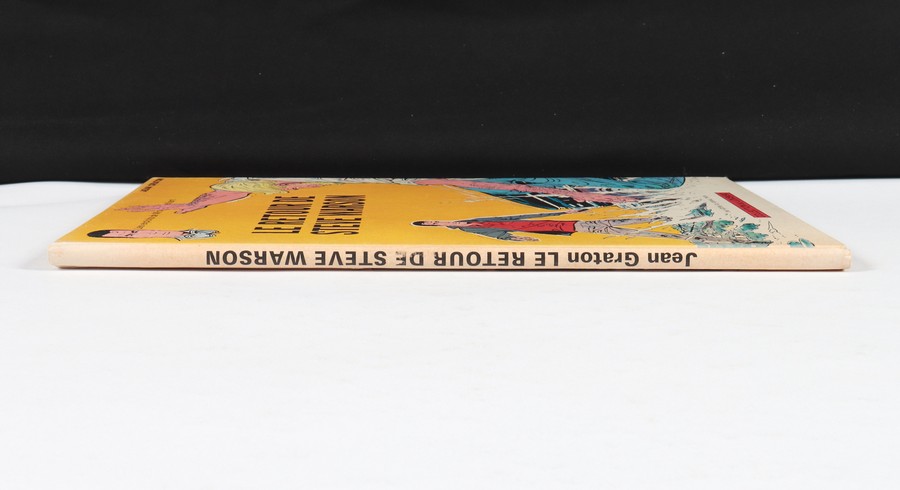 LE RETOUR DE
STEVE WARSON
Jean Graton LE RETOUR DE STEVE WARSON